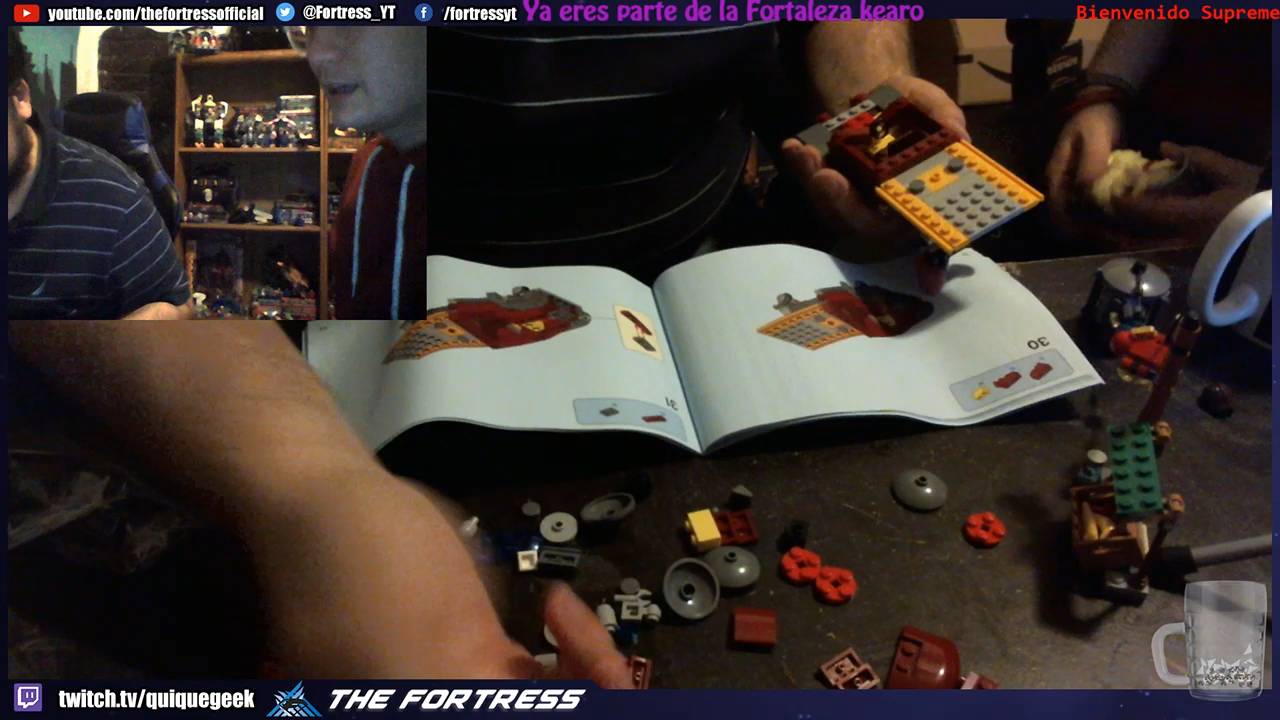 youtube.com/thefortressofficial @Fortress_YT /fortressyt Ya eres parte de la Fortaleza kearo Bienvenido Supreme
30
31
twitch.tv/quiquegeek THE FORTRESS